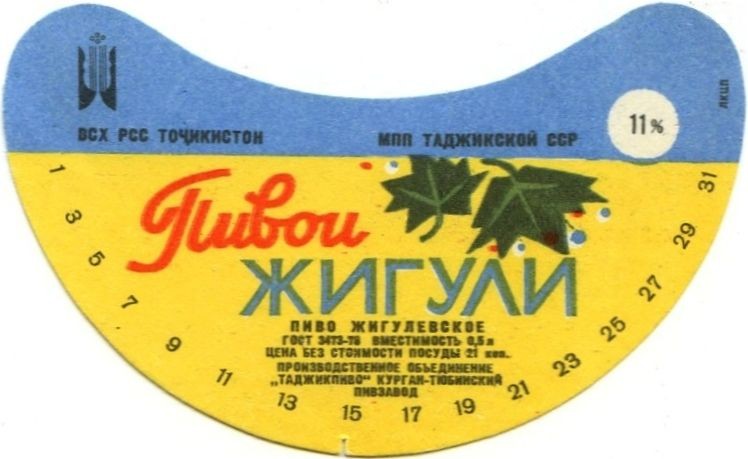 ВСХ РСС ТОҶИКИСТОН
МПП ТАДЖИКСКОЙ ССР
11%
ЛКЦП
Пивои
ЖИГУЛИ
ПИВО ЖИГУЛЕВСКОЕ
ГОСТ 3473-78 ВМЕСТИМОСТЬ 0,5 л
ЦЕНА БЕЗ СТОИМОСТИ ПОСУДЫ 21 коп.
ПРОИЗВОДСТВЕННОЕ ОБЪЕДИНЕНИЕ
„ТАДЖИКПИВО“ КУРГАН-ТЮБИНСКИЙ
ПИВЗАВОД
1 3 5 7 9 11 13 15 17 19 21 23 25 27 29 31